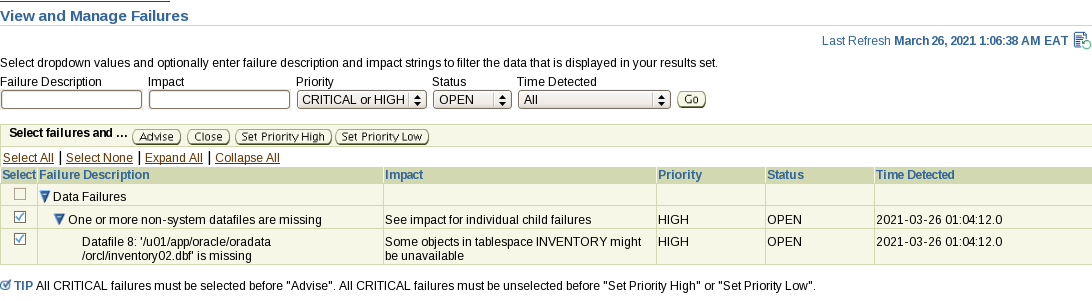 View and Manage Failures
Last Refresh March 26, 2021 1:06:38 AM EAT
Select dropdown values and optionally enter failure description and impact strings to filter the data that is displayed in your results set.
Failure Description Impact Priority Status Time Detected
CRITICAL or HIGH OPEN All Go
Select failures and ... Advise Close Set Priority High Set Priority Low
Select All | Select None | Expand All | Collapse All
Select Failure Description Impact Priority Status Time Detected
Data Failures
One or more non-system datafiles are missing See impact for individual child failures HIGH OPEN 2021-03-26 01:04:12.0
Datafile 8: '/u01/app/oracle/oradata Some objects in tablespace INVENTORY might HIGH OPEN 2021-03-26 01:04:12.0
/orcl/inventory02.dbf' is missing be unavailable
TIP All CRITICAL failures must be selected before "Advise". All CRITICAL failures must be unselected before "Set Priority High" or "Set Priority Low".